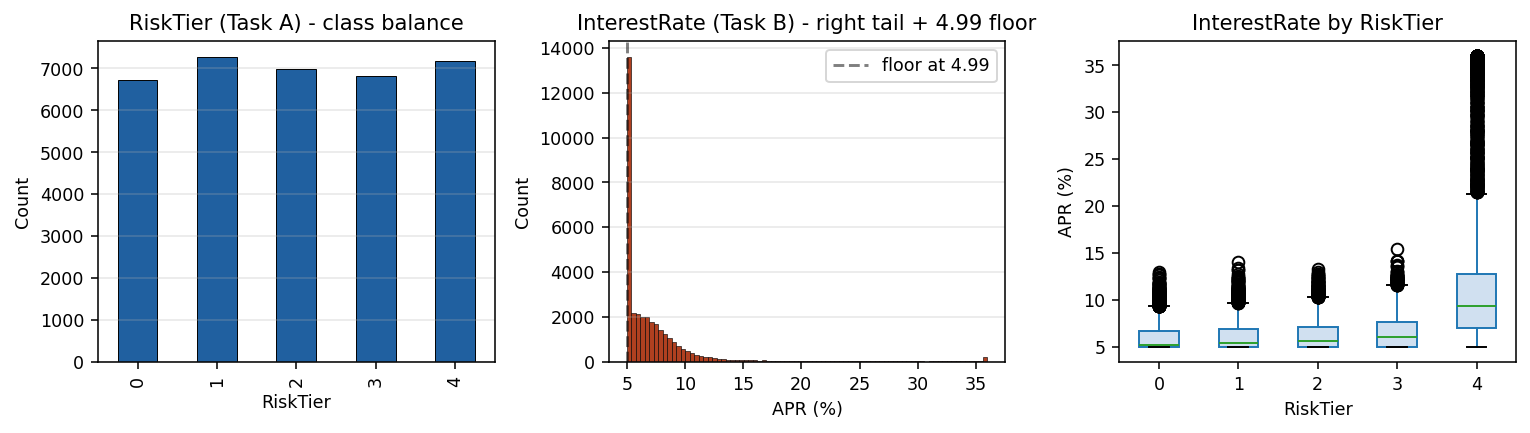 RiskTier (Task A) - class balance
7000
6000
5000
4000
3000
2000
1000
0
Count
0 1 2 3 4
RiskTier
InterestRate (Task B) - right tail + 4.99 floor
floor at 4.99
14000
12000
10000
8000
6000
4000
2000
0
Count
5 10 15 20 25 30 35
APR (%)
InterestRate by RiskTier
35
30
25
20
15
10
5
APR (%)
0 1 2 3 4
RiskTier